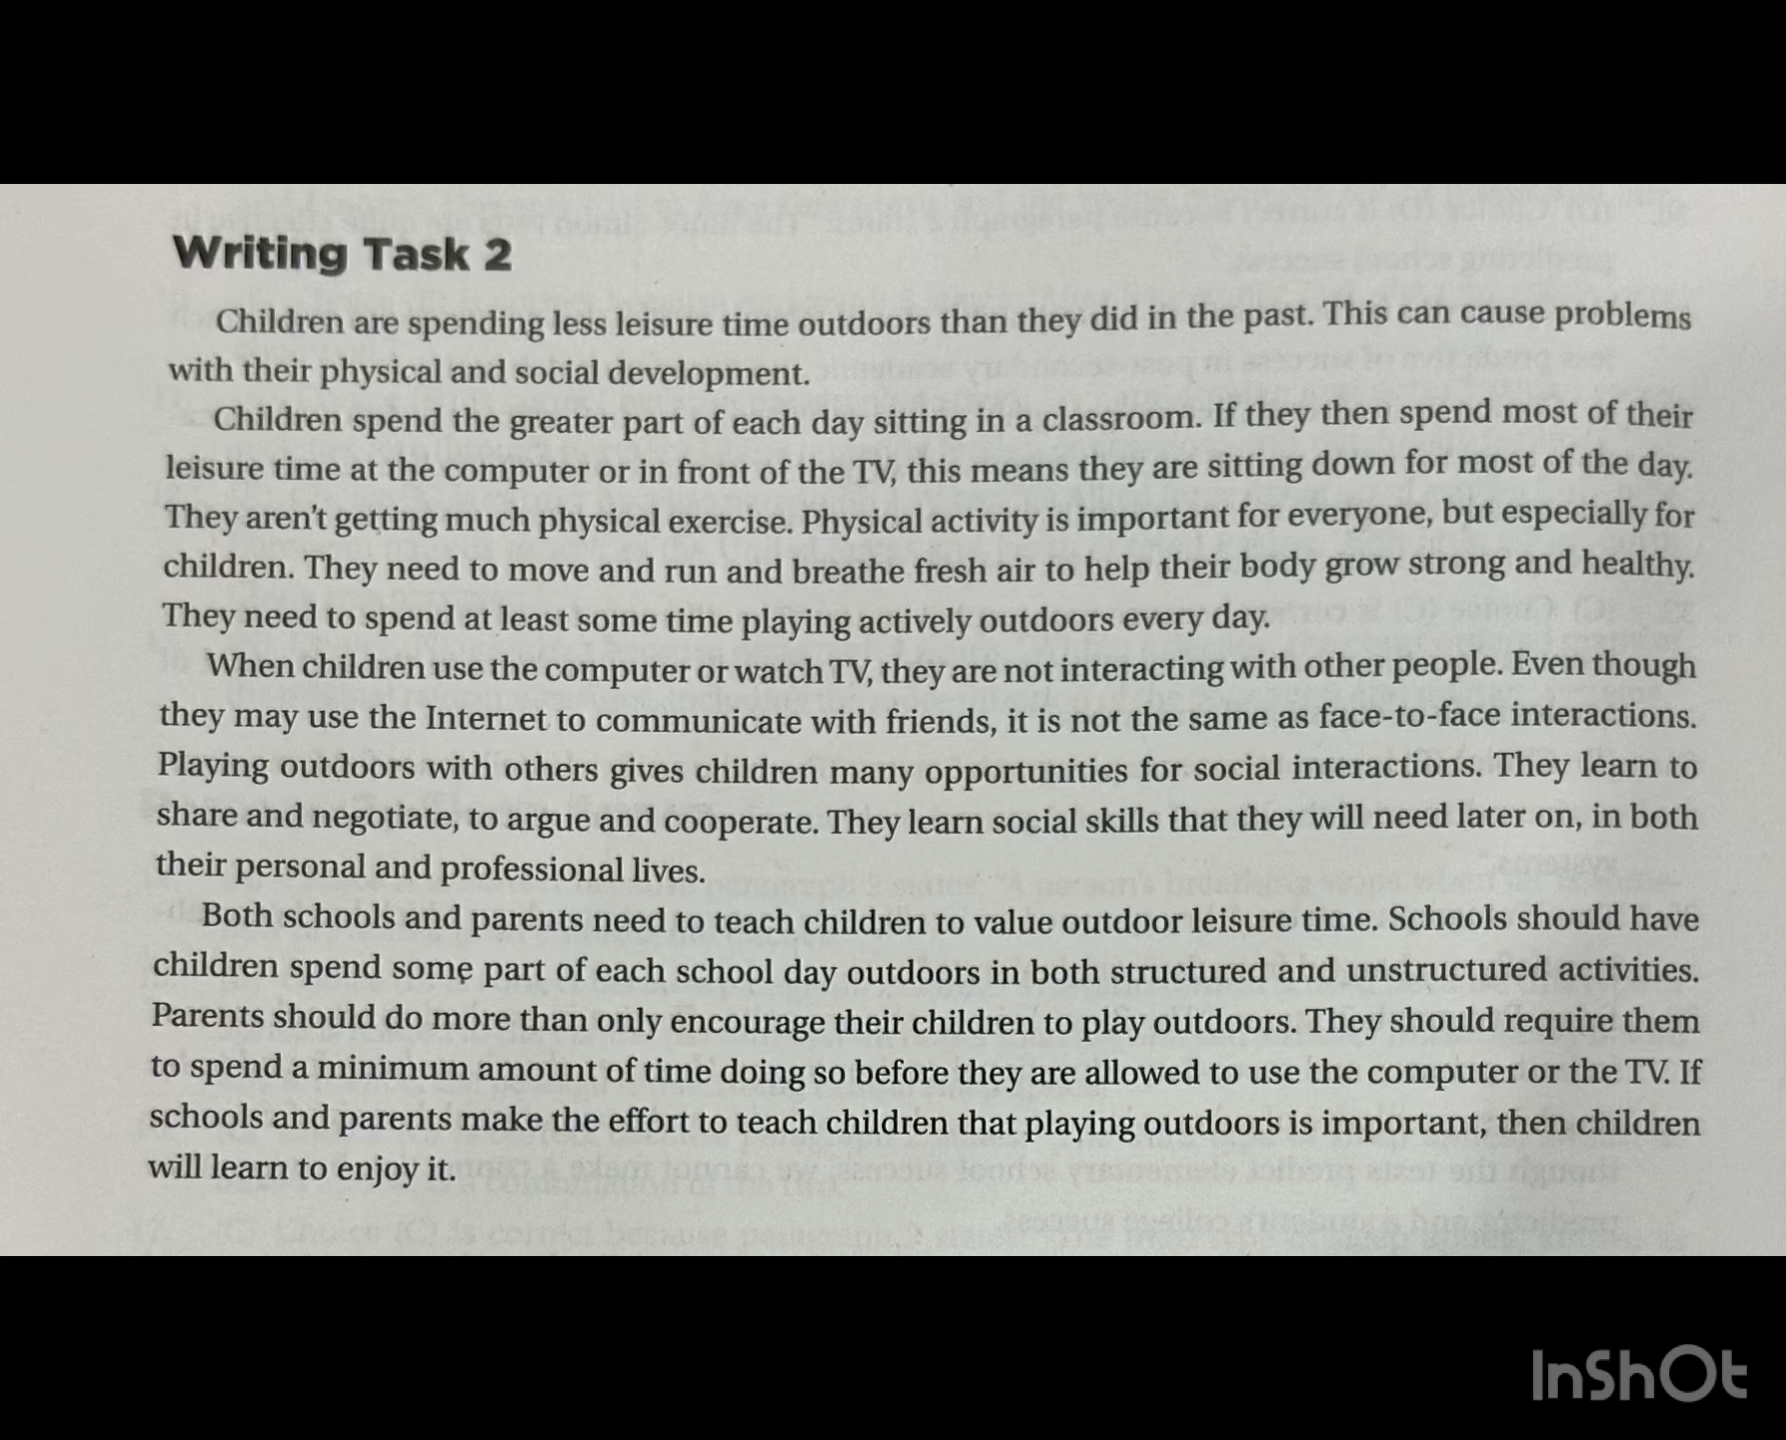 Writing Task 2
Children are spending less leisure time outdoors than they did in the past. This can cause problems
with their physical and social development.
Children spend the greater part of each day sitting in a classroom. If they then spend most of their
leisure time at the computer or in front of the TV, this means they are sitting down for most of the day.
They aren't getting much physical exercise. Physical activity is important for everyone, but especially for
children. They need to move and run and breathe fresh air to help their body grow strong and healthy.
They need to spend at least some time playing actively outdoors every day.
When children use the computer or watch TV, they are not interacting with other people. Even though
they may use the Internet to communicate with friends, it is not the same as face-to-face interactions.
Playing outdoors with others gives children many opportunities for social interactions. They learn to
share and negotiate, to argue and cooperate. They learn social skills that they will need later on, in both
their personal and professional lives.
Both schools and parents need to teach children to value outdoor leisure time. Schools should have
children spend some part of each school day outdoors in both structured and unstructured activities.
Parents should do more than only encourage their children to play outdoors. They should require them
to spend a minimum amount of time doing so before they are allowed to use the computer or the TV. If
schools and parents make the effort to teach children that playing outdoors is important, then children
will learn to enjoy it.
InShOt